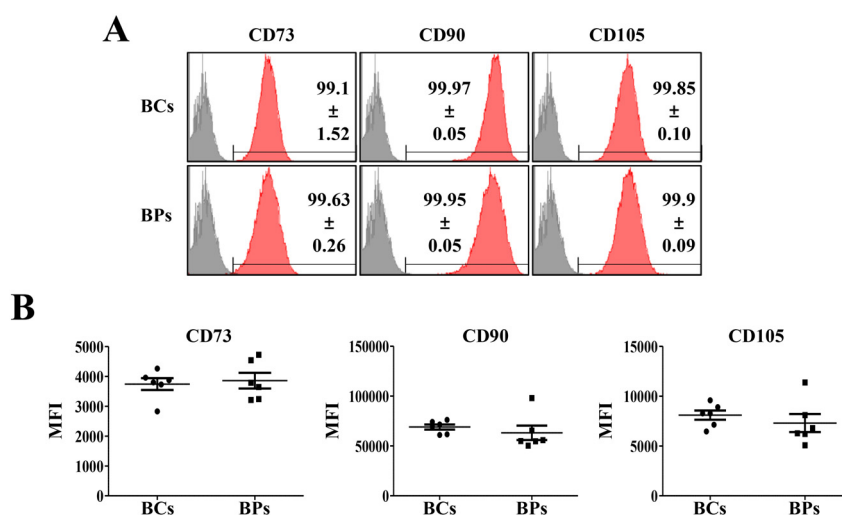 A
CD73 CD90 CD105
BCs
99.1
±
1.52
99.97
±
0.05
99.85
±
0.10
BPs
99.63
±
0.26
99.95
±
0.05
99.9
±
0.09
B
CD73
MFI
5000
4000
3000
2000
1000
0
BCs BPs
CD90
MFI
150000
100000
50000
0
BCs BPs
CD105
MFI
15000
10000
5000
0
BCs BPs